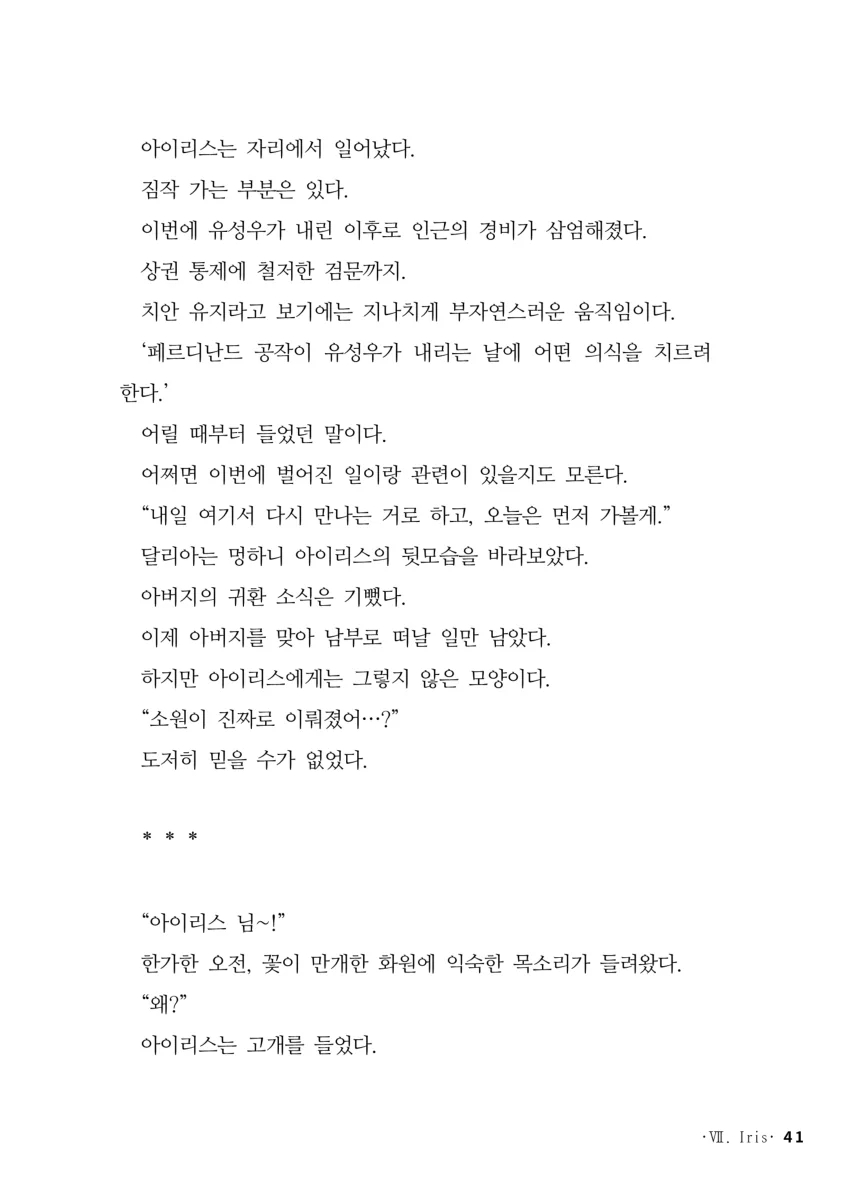 아이리스는 자리에서 일어났다.
짐작 가는 부분은 있다.
이번에 유성우가 내린 이후로 인근의 경비가 삼엄해졌다.
상권 통제에 철저한 검문까지.
치안 유지라고 보기에는 지나치게 부자연스러운 움직임이다.
‘페르디난드 공작이 유성우가 내리는 날에 어떤 의식을 치르려
한다.’
어릴 때부터 들었던 말이다.
어쩌면 이번에 벌어진 일이랑 관련이 있을지도 모른다.
“내일 여기서 다시 만나는 거로 하고, 오늘은 먼저 가볼게.”
달리아는 멍하니 아이리스의 뒷모습을 바라보았다.
아버지의 귀환 소식은 기뻤다.
이제 아버지를 맞아 남부로 떠날 일만 남았다.
하지만 아이리스에게는 그렇지 않은 모양이다.
“소원이 진짜로 이뤄졌어…?”
도저히 믿을 수가 없었다.
* * *
“아이리스 님~!”
한가한 오전, 꽃이 만개한 화원에 익숙한 목소리가 들려왔다.
“왜?”
아이리스는 고개를 들었다.
·Ⅶ. Iris· 41